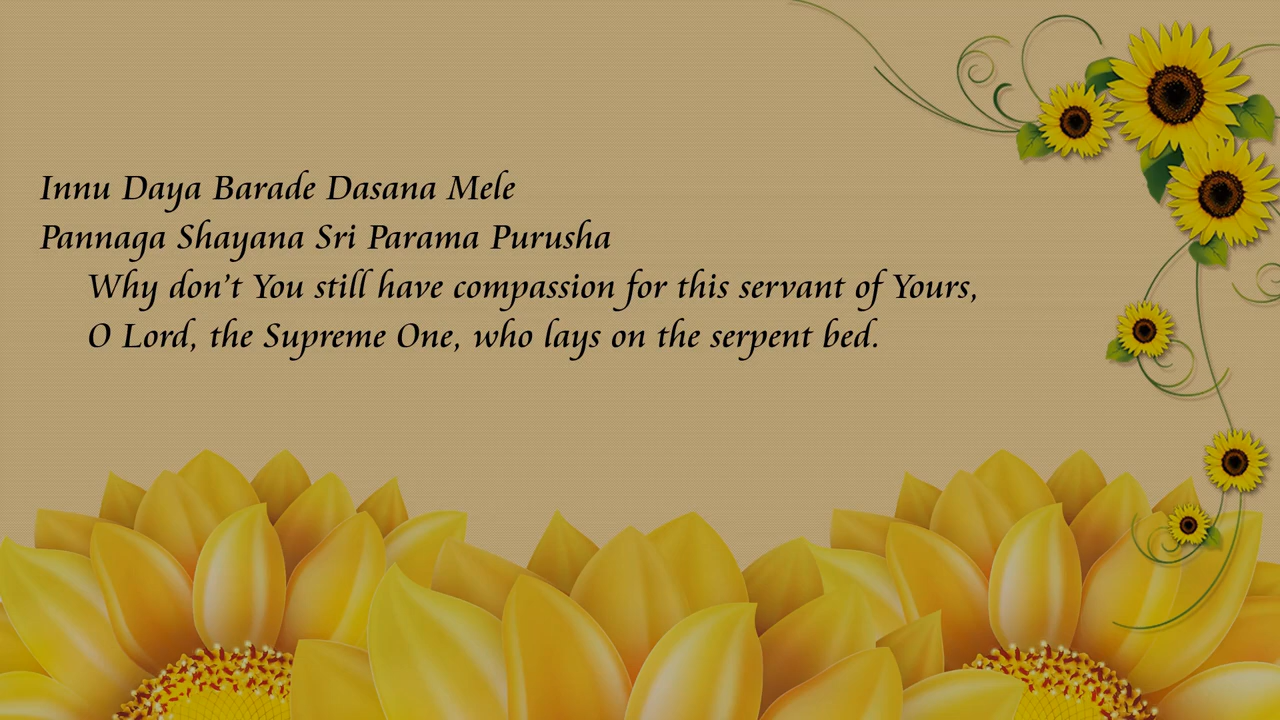 Innu Daya Barade Dasana Mele
Pannaga Shayana Sri Parama Purusha
Why don't You still have compassion for this servant of Yours,
O Lord, the Supreme One, who lays on the serpent bed.